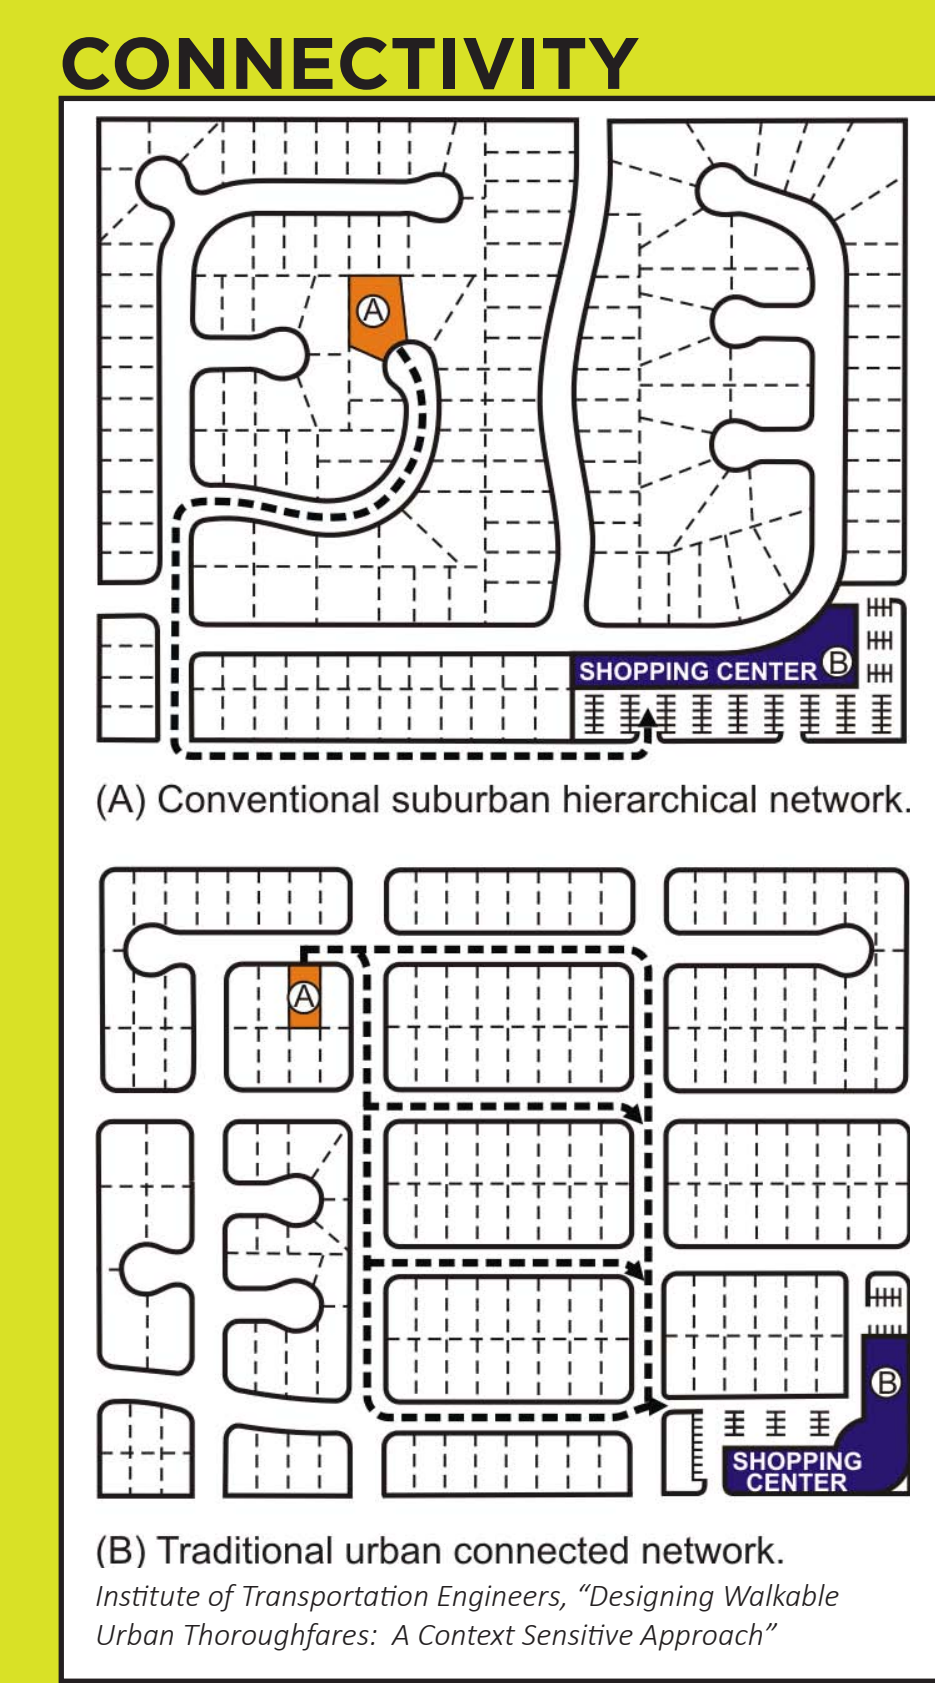 CONNECTIVITY
A
B
SHOPPING CENTER
(A) Conventional suburban hierarchical network.
A
B
SHOPPING
CENTER
(B) Traditional urban connected network.
Institute of Transportation Engineers, “Designing Walkable
Urban Thoroughfares:  A Context Sensitive Approach”